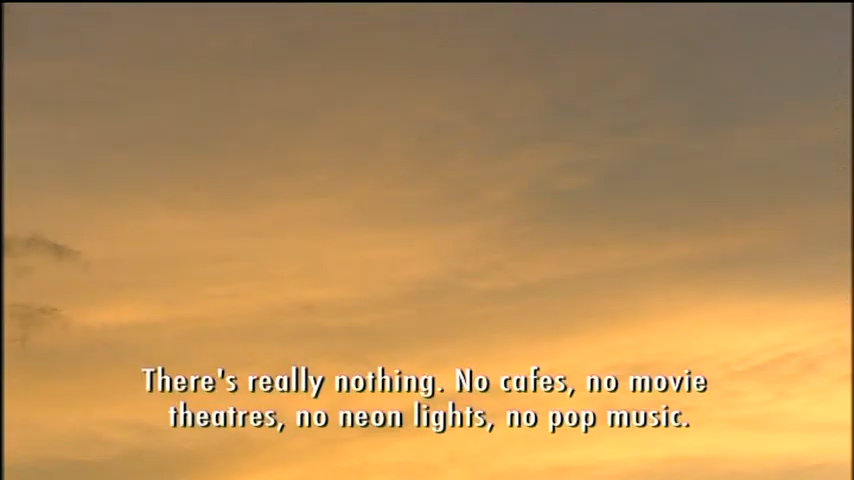 There's really nothing. No cafes, no movie
theatres, no neon lights, no pop music.